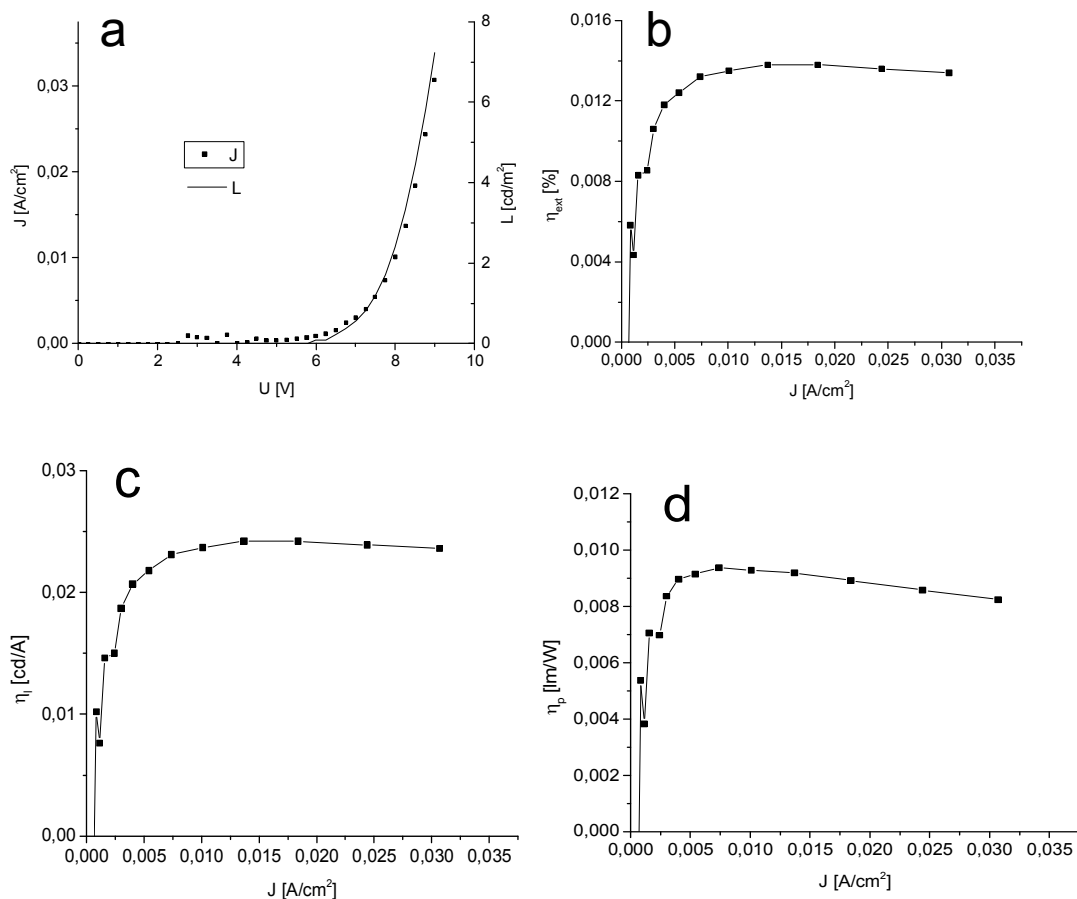 a
J [A/cm²]
0,03
0,02
0,01
0,00
J
L
8
6
4
2
0
L [cd/m²]
0 2 4 6 8 10
U [V]
b
η_ext [%]
0,016
0,012
0,008
0,004
0,000
0,000 0,005 0,010 0,015 0,020 0,025 0,030 0,035
J [A/cm²]
c
η_l [cd/A]
0,03
0,02
0,01
0,00
0,000 0,005 0,010 0,015 0,020 0,025 0,030 0,035
J [A/cm²]
d
η_p [lm/W]
0,012
0,010
0,008
0,006
0,004
0,002
0,000
0,000 0,005 0,010 0,015 0,020 0,025 0,030 0,035
J [A/cm²]